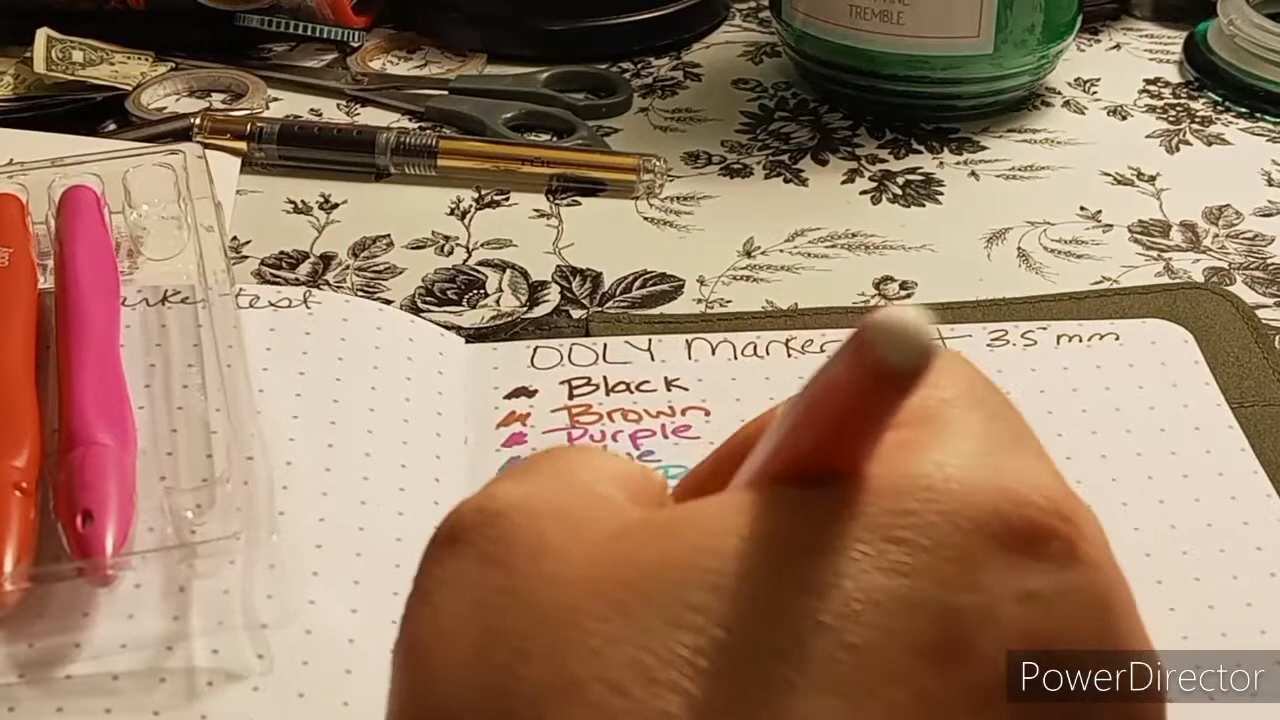 TREMBLE
test
OOLY Marker 3.5 mm
Black
Brown
Purple
PowerDirector